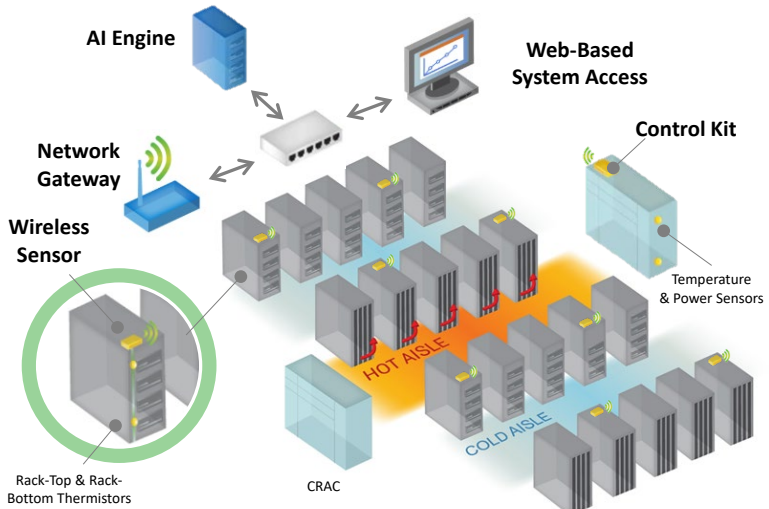 AI Engine
Web-Based
System Access
Control Kit
Network
Gateway
Wireless
Sensor
Temperature
& Power Sensors
HOT AISLE
COLD AISLE
Rack-Top & Rack-
Bottom Thermistors
CRAC